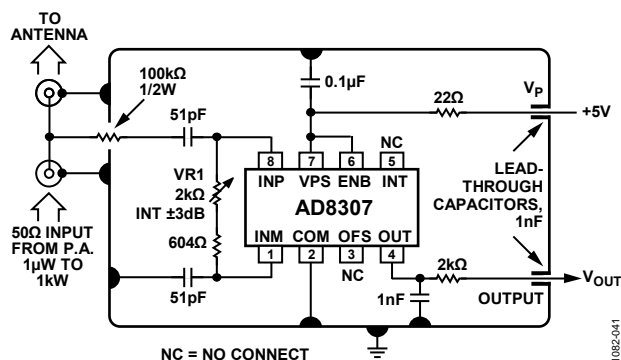 TO
ANTENNA
100kΩ
1/2W
51pF
0.1µF
22Ω
VP
+5V
NC
8
7
6
5
INP
VPS
ENB
INT
VR1
2kΩ
INT ±3dB
AD8307
LEAD-
THROUGH
CAPACITORS,
1nF
50Ω INPUT
FROM P.A.
1µW TO
1kW
604Ω
INM
COM
OFS
OUT
1
2
3
4
NC
2kΩ
VOUT
51pF
1nF
OUTPUT
NC = NO CONNECT